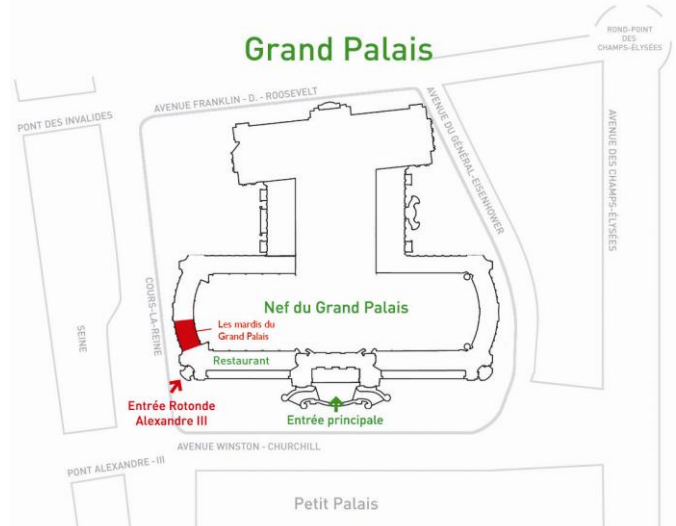 Grand Palais
ROND-POINT
DES
CHAMPS-ÉLYSÉES
AVENUE FRANKLIN - D. - ROOSEVELT
PONT DES INVALIDES
AVENUE DU GÉNÉRAL-EISENHOWER
AVENUE DES CHAMPS-ÉLYSÉES
COURS-LA-REINE
SEINE
Nef du Grand Palais
Les mardis du
Grand Palais
Restaurant
Entrée Rotonde
Alexandre III
Entrée principale
AVENUE WINSTON - CHURCHILL
PONT ALEXANDRE - III
Petit Palais